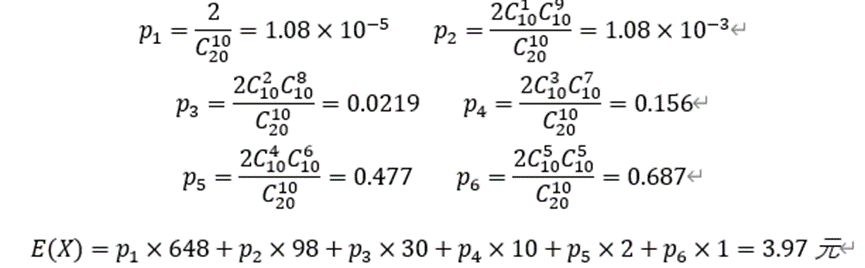 p₁ = 2/C₂₀¹⁰ = 1.08 × 10⁻⁵ p₂ = 2C₁₀¹C₁₀⁹/C₂₀¹⁰ = 1.08 × 10⁻³↵
p₃ = 2C₁₀²C₁₀⁸/C₂₀¹⁰ = 0.0219 p₄ = 2C₁₀³C₁₀⁷/C₂₀¹⁰ = 0.156↵
p₅ = 2C₁₀⁴C₁₀⁶/C₂₀¹⁰ = 0.477 p₆ = 2C₁₀⁵C₁₀⁵/C₂₀¹⁰ = 0.687↵
E(X) = p₁ × 648 + p₂ × 98 + p₃ × 30 + p₄ × 10 + p₅ × 2 + p₆ × 1 = 3.97 元↵